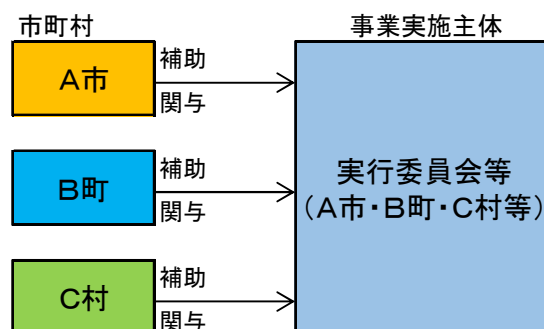 市町村
事業実施主体
A市
補助
関与
B町
補助
関与
C村
補助
関与
実行委員会等
(A市・B町・C村等)